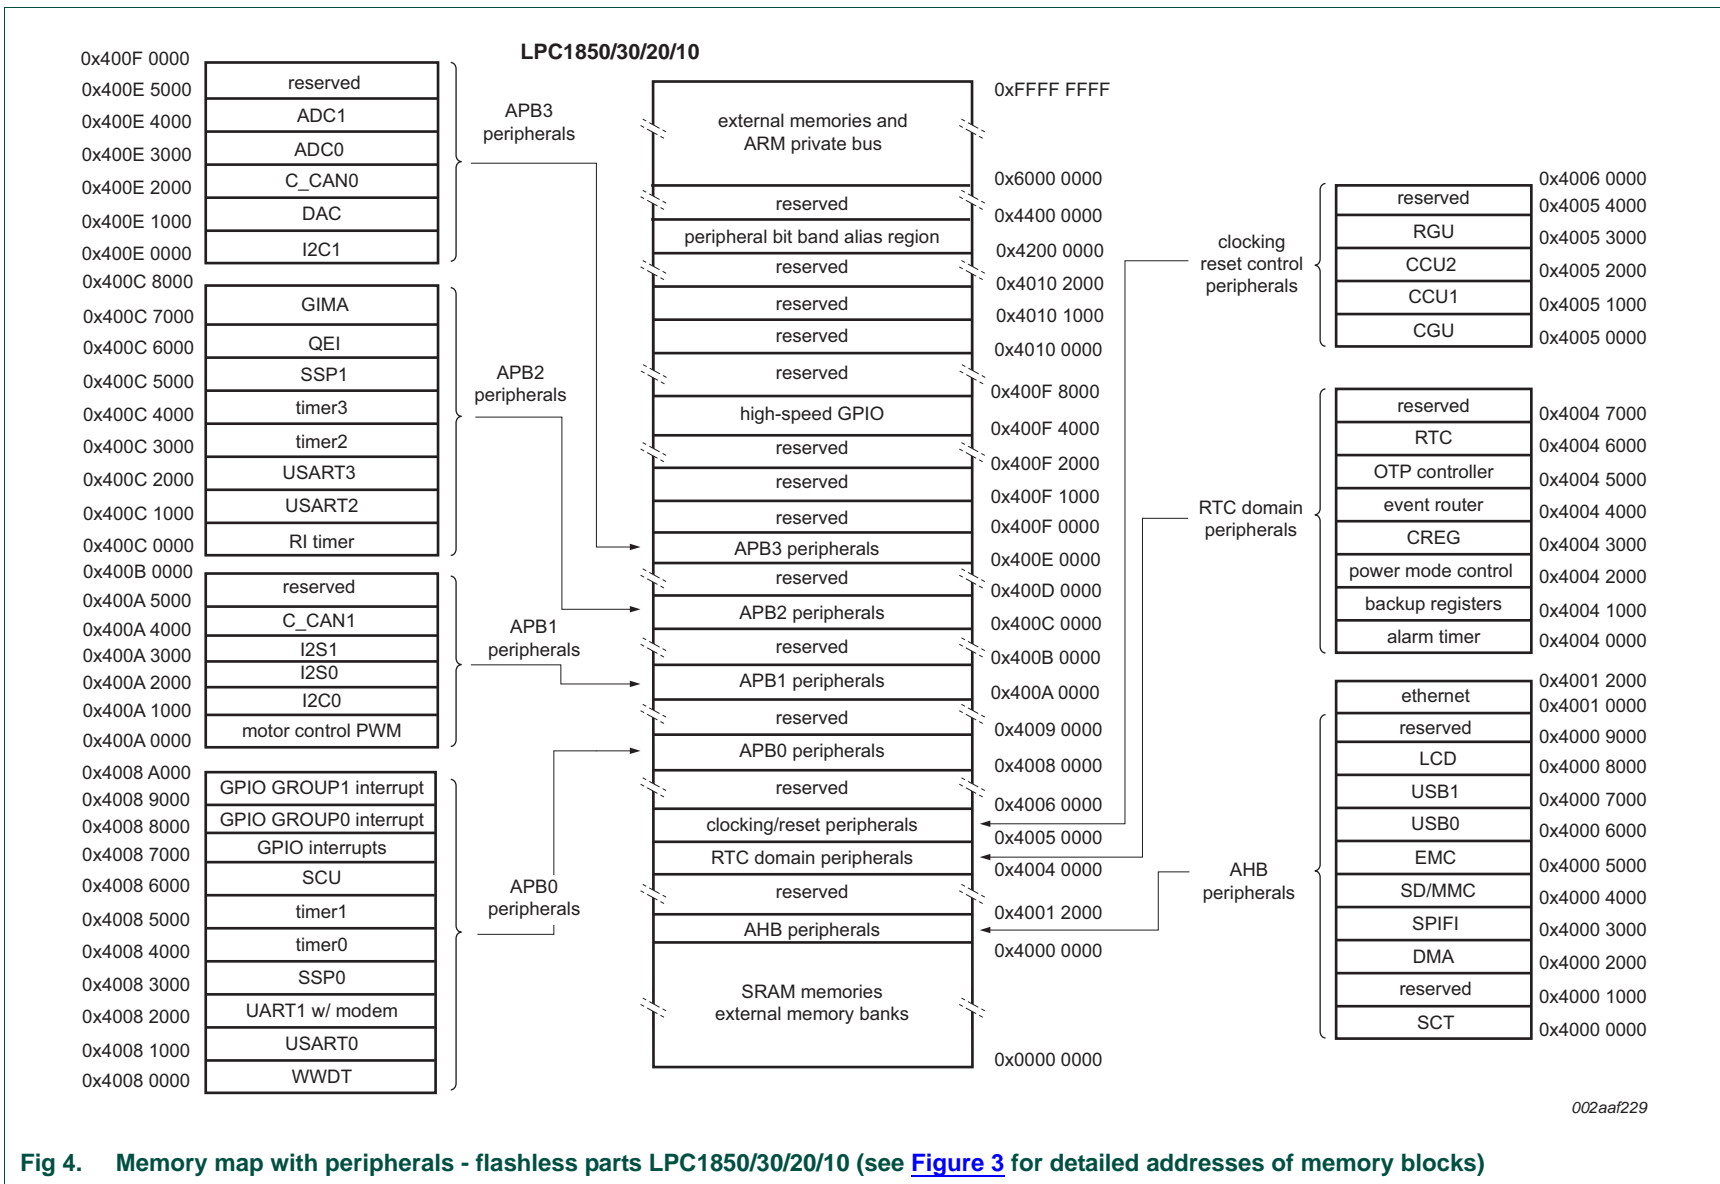 LPC1850/30/20/10
0x400F 0000
reserved
0x400E 5000
ADC1
0x400E 4000
ADC0
0x400E 3000
C_CAN0
0x400E 2000
DAC
0x400E 1000
I2C1
0x400E 0000
APB3
peripherals
0x400C 8000
GIMA
0x400C 7000
QEI
0x400C 6000
SSP1
0x400C 5000
timer3
0x400C 4000
timer2
0x400C 3000
USART3
0x400C 2000
USART2
0x400C 1000
RI timer
0x400C 0000
APB2
peripherals
0x400B 0000
reserved
0x400A 5000
C_CAN1
0x400A 4000
I2S1
0x400A 3000
I2S0
0x400A 2000
I2C0
0x400A 1000
motor control PWM
0x400A 0000
APB1
peripherals
0x4008 A000
GPIO GROUP1 interrupt
0x4008 9000
GPIO GROUP0 interrupt
0x4008 8000
GPIO interrupts
0x4008 7000
SCU
0x4008 6000
timer1
0x4008 5000
timer0
0x4008 4000
SSP0
0x4008 3000
UART1 w/ modem
0x4008 2000
USART0
0x4008 1000
WWDT
0x4008 0000
APB0
peripherals
0xFFFF FFFF
external memories and
ARM private bus
0x6000 0000
reserved
0x4400 0000
peripheral bit band alias region
0x4200 0000
reserved
0x4010 2000
reserved
0x4010 1000
reserved
0x4010 0000
reserved
0x400F 8000
high-speed GPIO
0x400F 4000
reserved
0x400F 2000
reserved
0x400F 1000
reserved
0x400F 0000
APB3 peripherals
0x400E 0000
reserved
0x400D 0000
APB2 peripherals
0x400C 0000
reserved
0x400B 0000
APB1 peripherals
0x400A 0000
reserved
0x4009 0000
APB0 peripherals
0x4008 0000
reserved
0x4006 0000
clocking/reset peripherals
0x4005 0000
RTC domain peripherals
0x4004 0000
reserved
0x4001 2000
AHB peripherals
0x4000 0000
SRAM memories
external memory banks
0x0000 0000
clocking
reset control
peripherals
0x4006 0000
reserved
0x4005 4000
RGU
0x4005 3000
CCU2
0x4005 2000
CCU1
0x4005 1000
CGU
0x4005 0000
RTC domain
peripherals
reserved
0x4004 7000
RTC
0x4004 6000
OTP controller
0x4004 5000
event router
0x4004 4000
CREG
0x4004 3000
power mode control
0x4004 2000
backup registers
0x4004 1000
alarm timer
0x4004 0000
AHB
peripherals
0x4001 2000
ethernet
0x4001 0000
reserved
0x4000 9000
LCD
0x4000 8000
USB1
0x4000 7000
USB0
0x4000 6000
EMC
0x4000 5000
SD/MMC
0x4000 4000
SPIFI
0x4000 3000
DMA
0x4000 2000
reserved
0x4000 1000
SCT
0x4000 0000
002aaf229
Fig 4. Memory map with peripherals - flashless parts LPC1850/30/20/10 (see Figure 3 for detailed addresses of memory blocks)